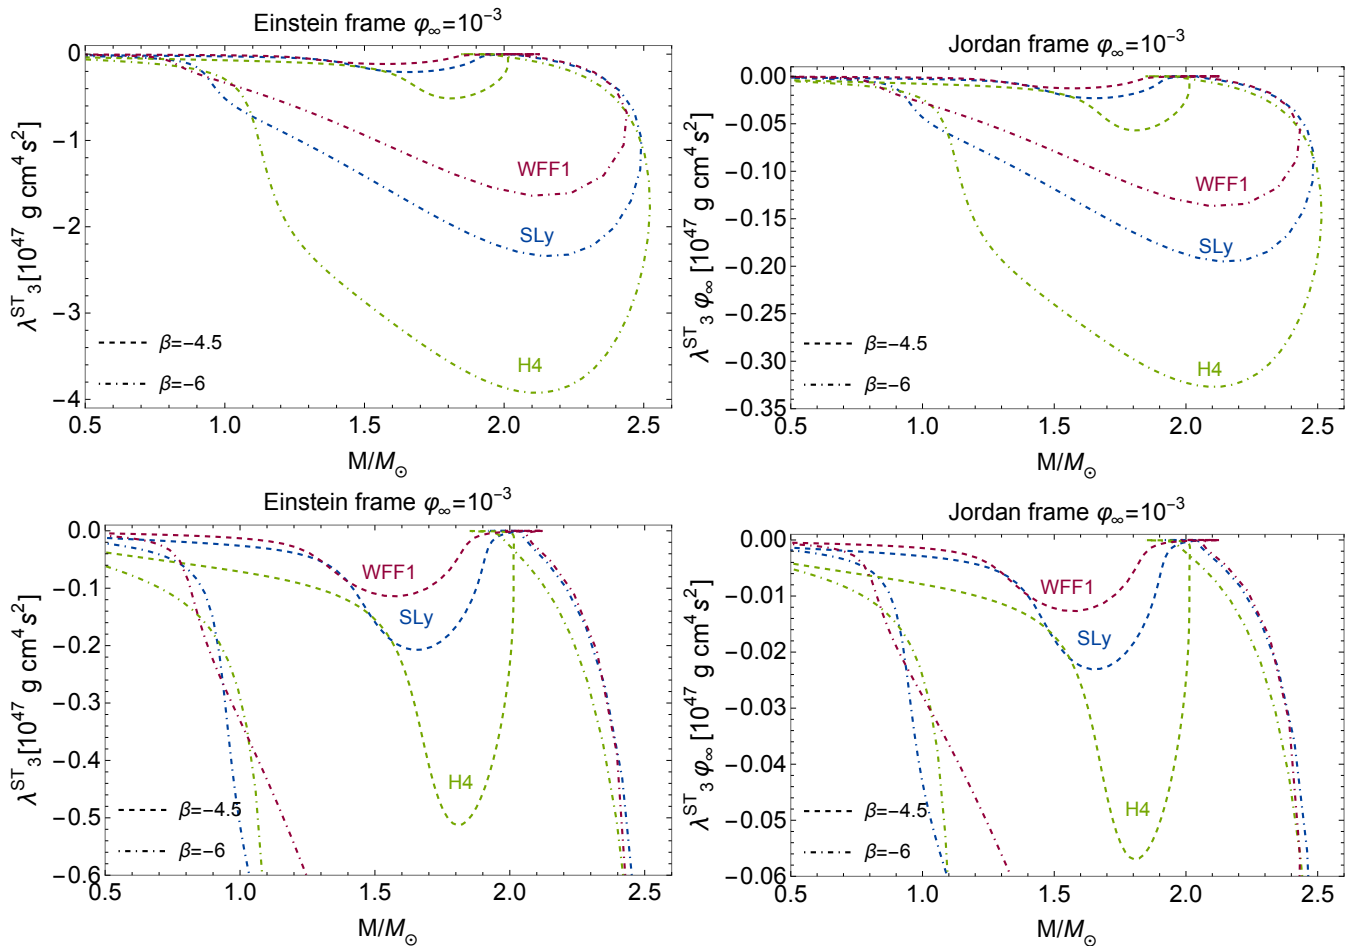 Einstein frame φ∞=10⁻³
λ^ST_3 [10⁴⁷ g cm⁴ s²]
0
−1
−2
−3
−4
WFF1
SLy
H4
β=−4.5
β=−6
0.5 1.0 1.5 2.0 2.5
M/M⊙
Jordan frame φ∞=10⁻³
λ^ST_3 φ∞ [10⁴⁷ g cm⁴ s²]
0.00
−0.05
−0.10
−0.15
−0.20
−0.25
−0.30
−0.35
WFF1
SLy
H4
β=−4.5
β=−6
0.5 1.0 1.5 2.0 2.5
M/M⊙
Einstein frame φ∞=10⁻³
λ^ST_3 [10⁴⁷ g cm⁴ s²]
0.0
−0.1
−0.2
−0.3
−0.4
−0.5
−0.6
WFF1
SLy
H4
β=−4.5
β=−6
0.5 1.0 1.5 2.0 2.5
M/M⊙
Jordan frame φ∞=10⁻³
λ^ST_3 φ∞ [10⁴⁷ g cm⁴ s²]
0.00
−0.01
−0.02
−0.03
−0.04
−0.05
−0.06
WFF1
SLy
H4
β=−4.5
β=−6
0.5 1.0 1.5 2.0 2.5
M/M⊙